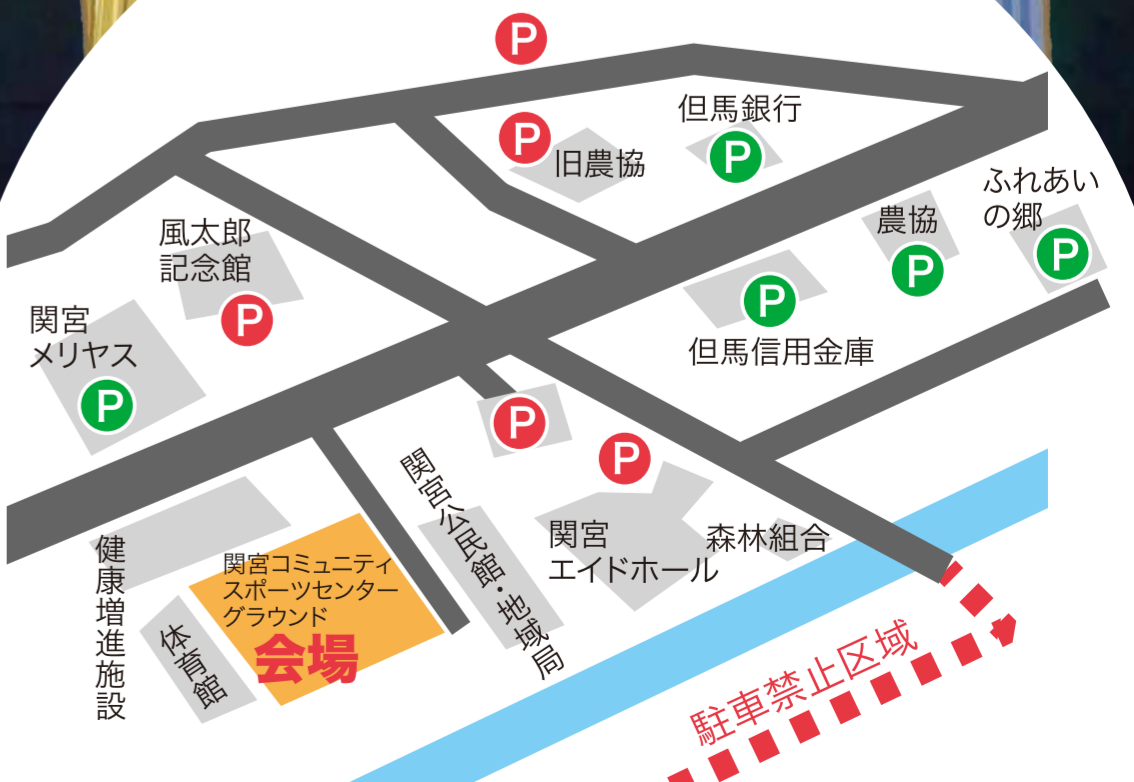 P
P
旧農協
但馬銀行
P
ふれあい
の郷
P
農協
P
風太郎
記念館
P
関宮
メリヤス
P
P
但馬信用金庫
P
P
関宮公民館・地域局
関宮
エイドホール
森林組合
健康増進施設
体育館
関宮コミュニティ
スポーツセンター
グラウンド
会場
駐車禁止区域